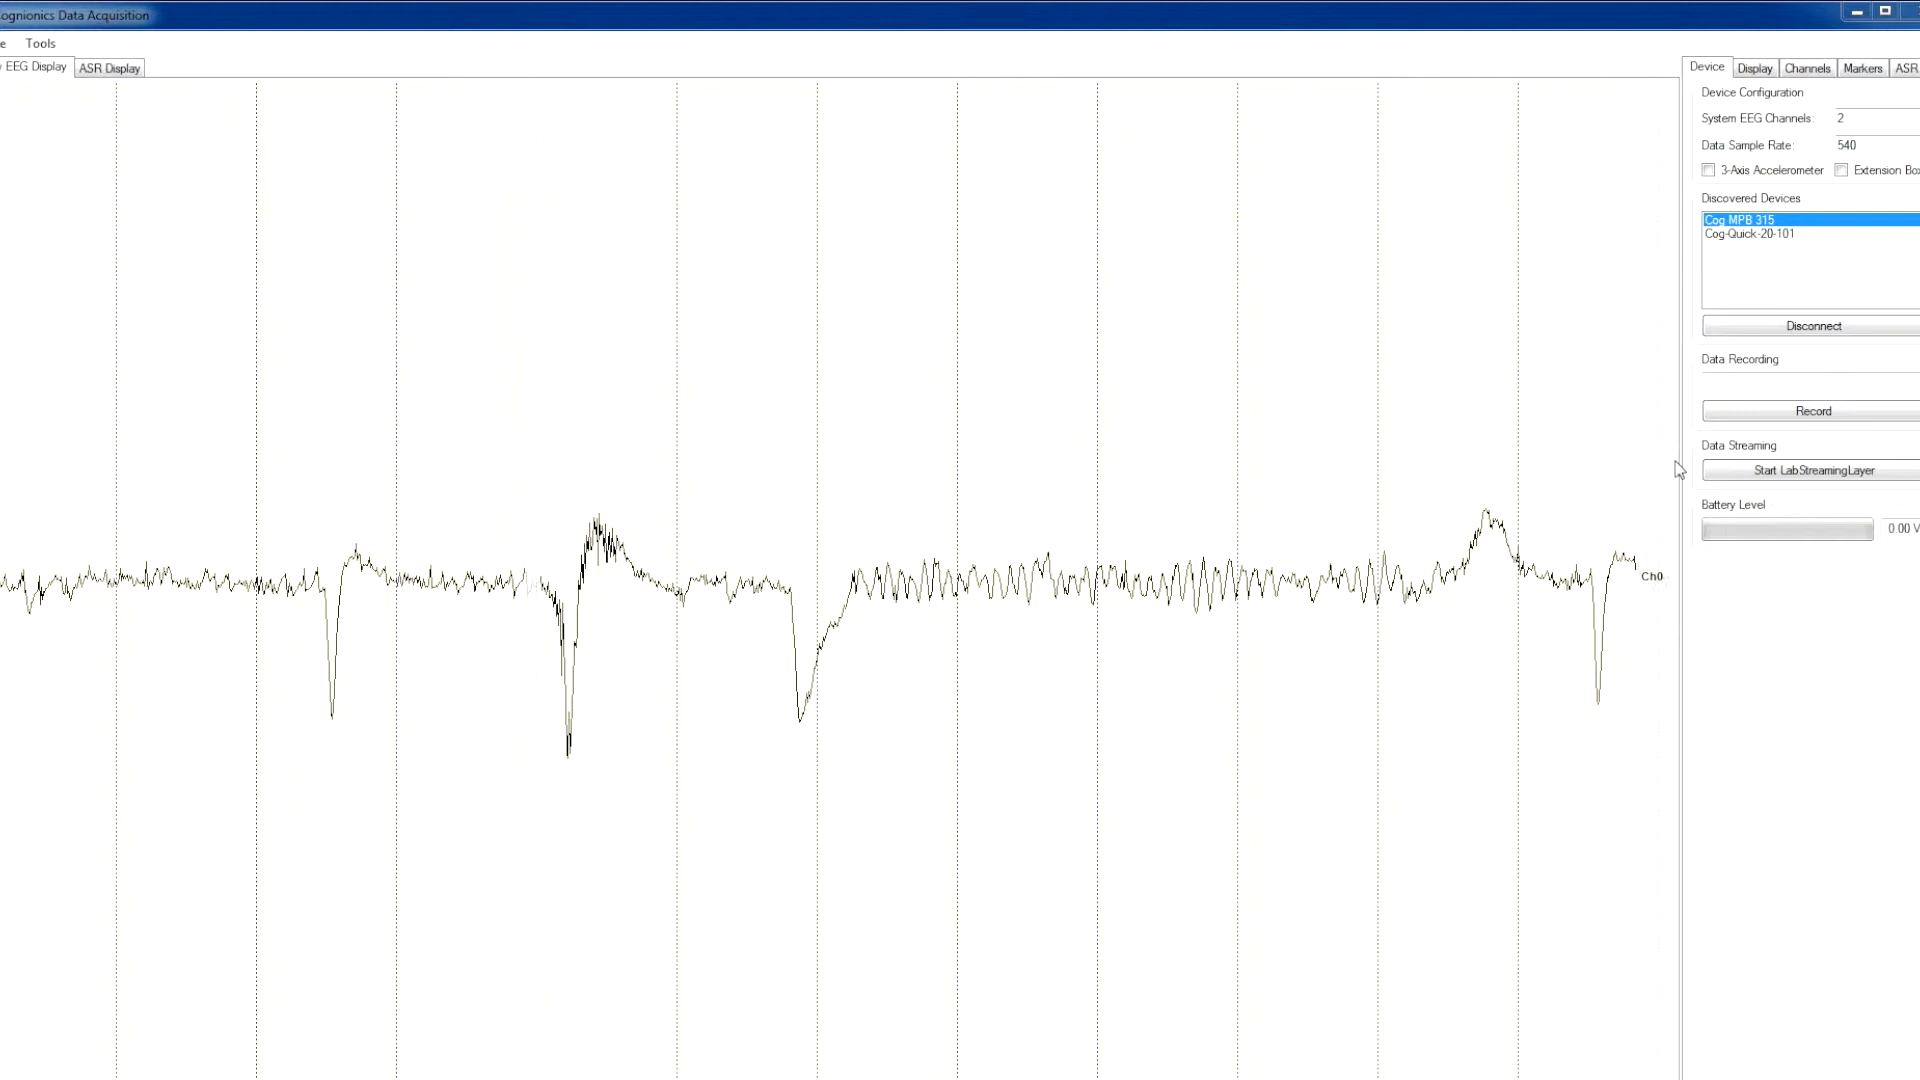 ognionics Data Acquisition
e Tools
EEG Display ASR Display
Device Display Channels Markers ASR
Device Configuration
System EEG Channels: 2
Data Sample Rate: 540
3-Axis Accelerometer Extension Box
Discovered Devices
Cog MPB 315
Cog-Quick-20-101
Disconnect
Data Recording
Record
Data Streaming
Start LabStreamingLayer
Battery Level
0.00 V
Ch0